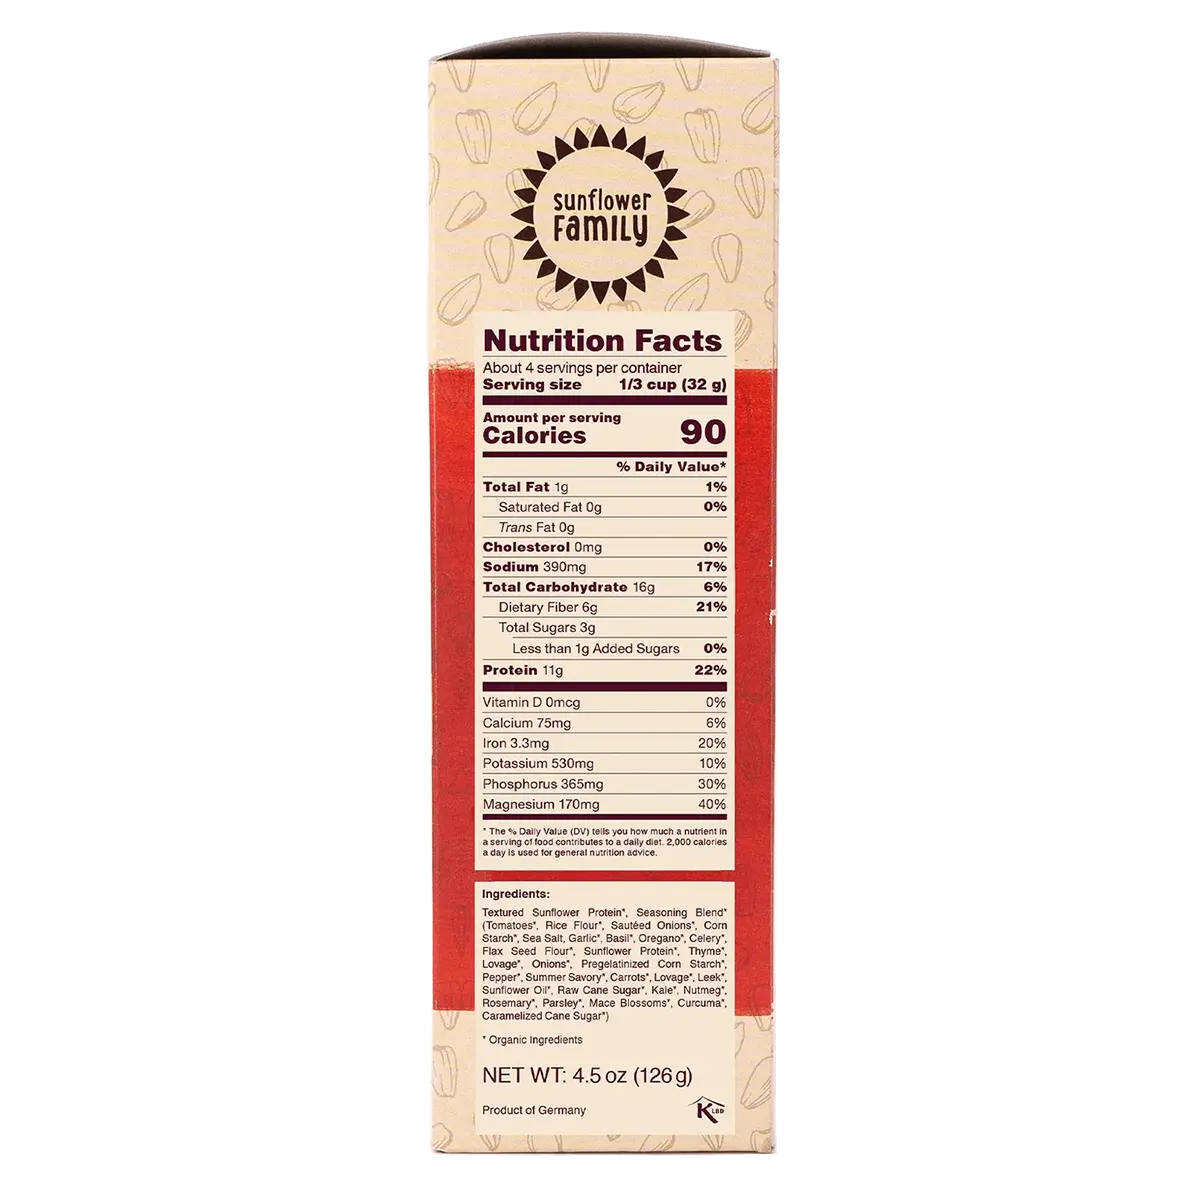 sunflower
FAMILY
Nutrition Facts
About 4 servings per container
Serving size 1/3 cup (32 g)
Amount per serving
Calories 90
% Daily Value*
Total Fat 1g 1%
Saturated Fat 0g 0%
Trans Fat 0g
Cholesterol 0mg 0%
Sodium 390mg 17%
Total Carbohydrate 16g 6%
Dietary Fiber 6g 21%
Total Sugars 3g
Less than 1g Added Sugars 0%
Protein 11g 22%
Vitamin D 0mcg 0%
Calcium 75mg 6%
Iron 3.3mg 20%
Potassium 530mg 10%
Phosphorus 365mg 30%
Magnesium 170mg 40%
* The % Daily Value (DV) tells you how much a nutrient in
a serving of food contributes to a daily diet. 2,000 calories
a day is used for general nutrition advice.
Ingredients:
Textured Sunflower Protein*, Seasoning Blend*
(Tomatoes*, Rice Flour*, Sautéed Onions*, Corn
Starch*, Sea Salt, Garlic*, Basil*, Oregano*, Celery*,
Flax Seed Flour*, Sunflower Protein*, Thyme*,
Lovage*, Onions*, Pregelatinized Corn Starch*,
Pepper*, Summer Savory*, Carrots*, Lovage*, Leek*,
Sunflower Oil*, Raw Cane Sugar*, Kale*, Nutmeg*,
Rosemary*, Parsley*, Mace Blossoms*, Curcuma*,
Caramelized Cane Sugar*)
* Organic Ingredients
NET WT: 4.5 oz (126 g)
Product of Germany
K LBD